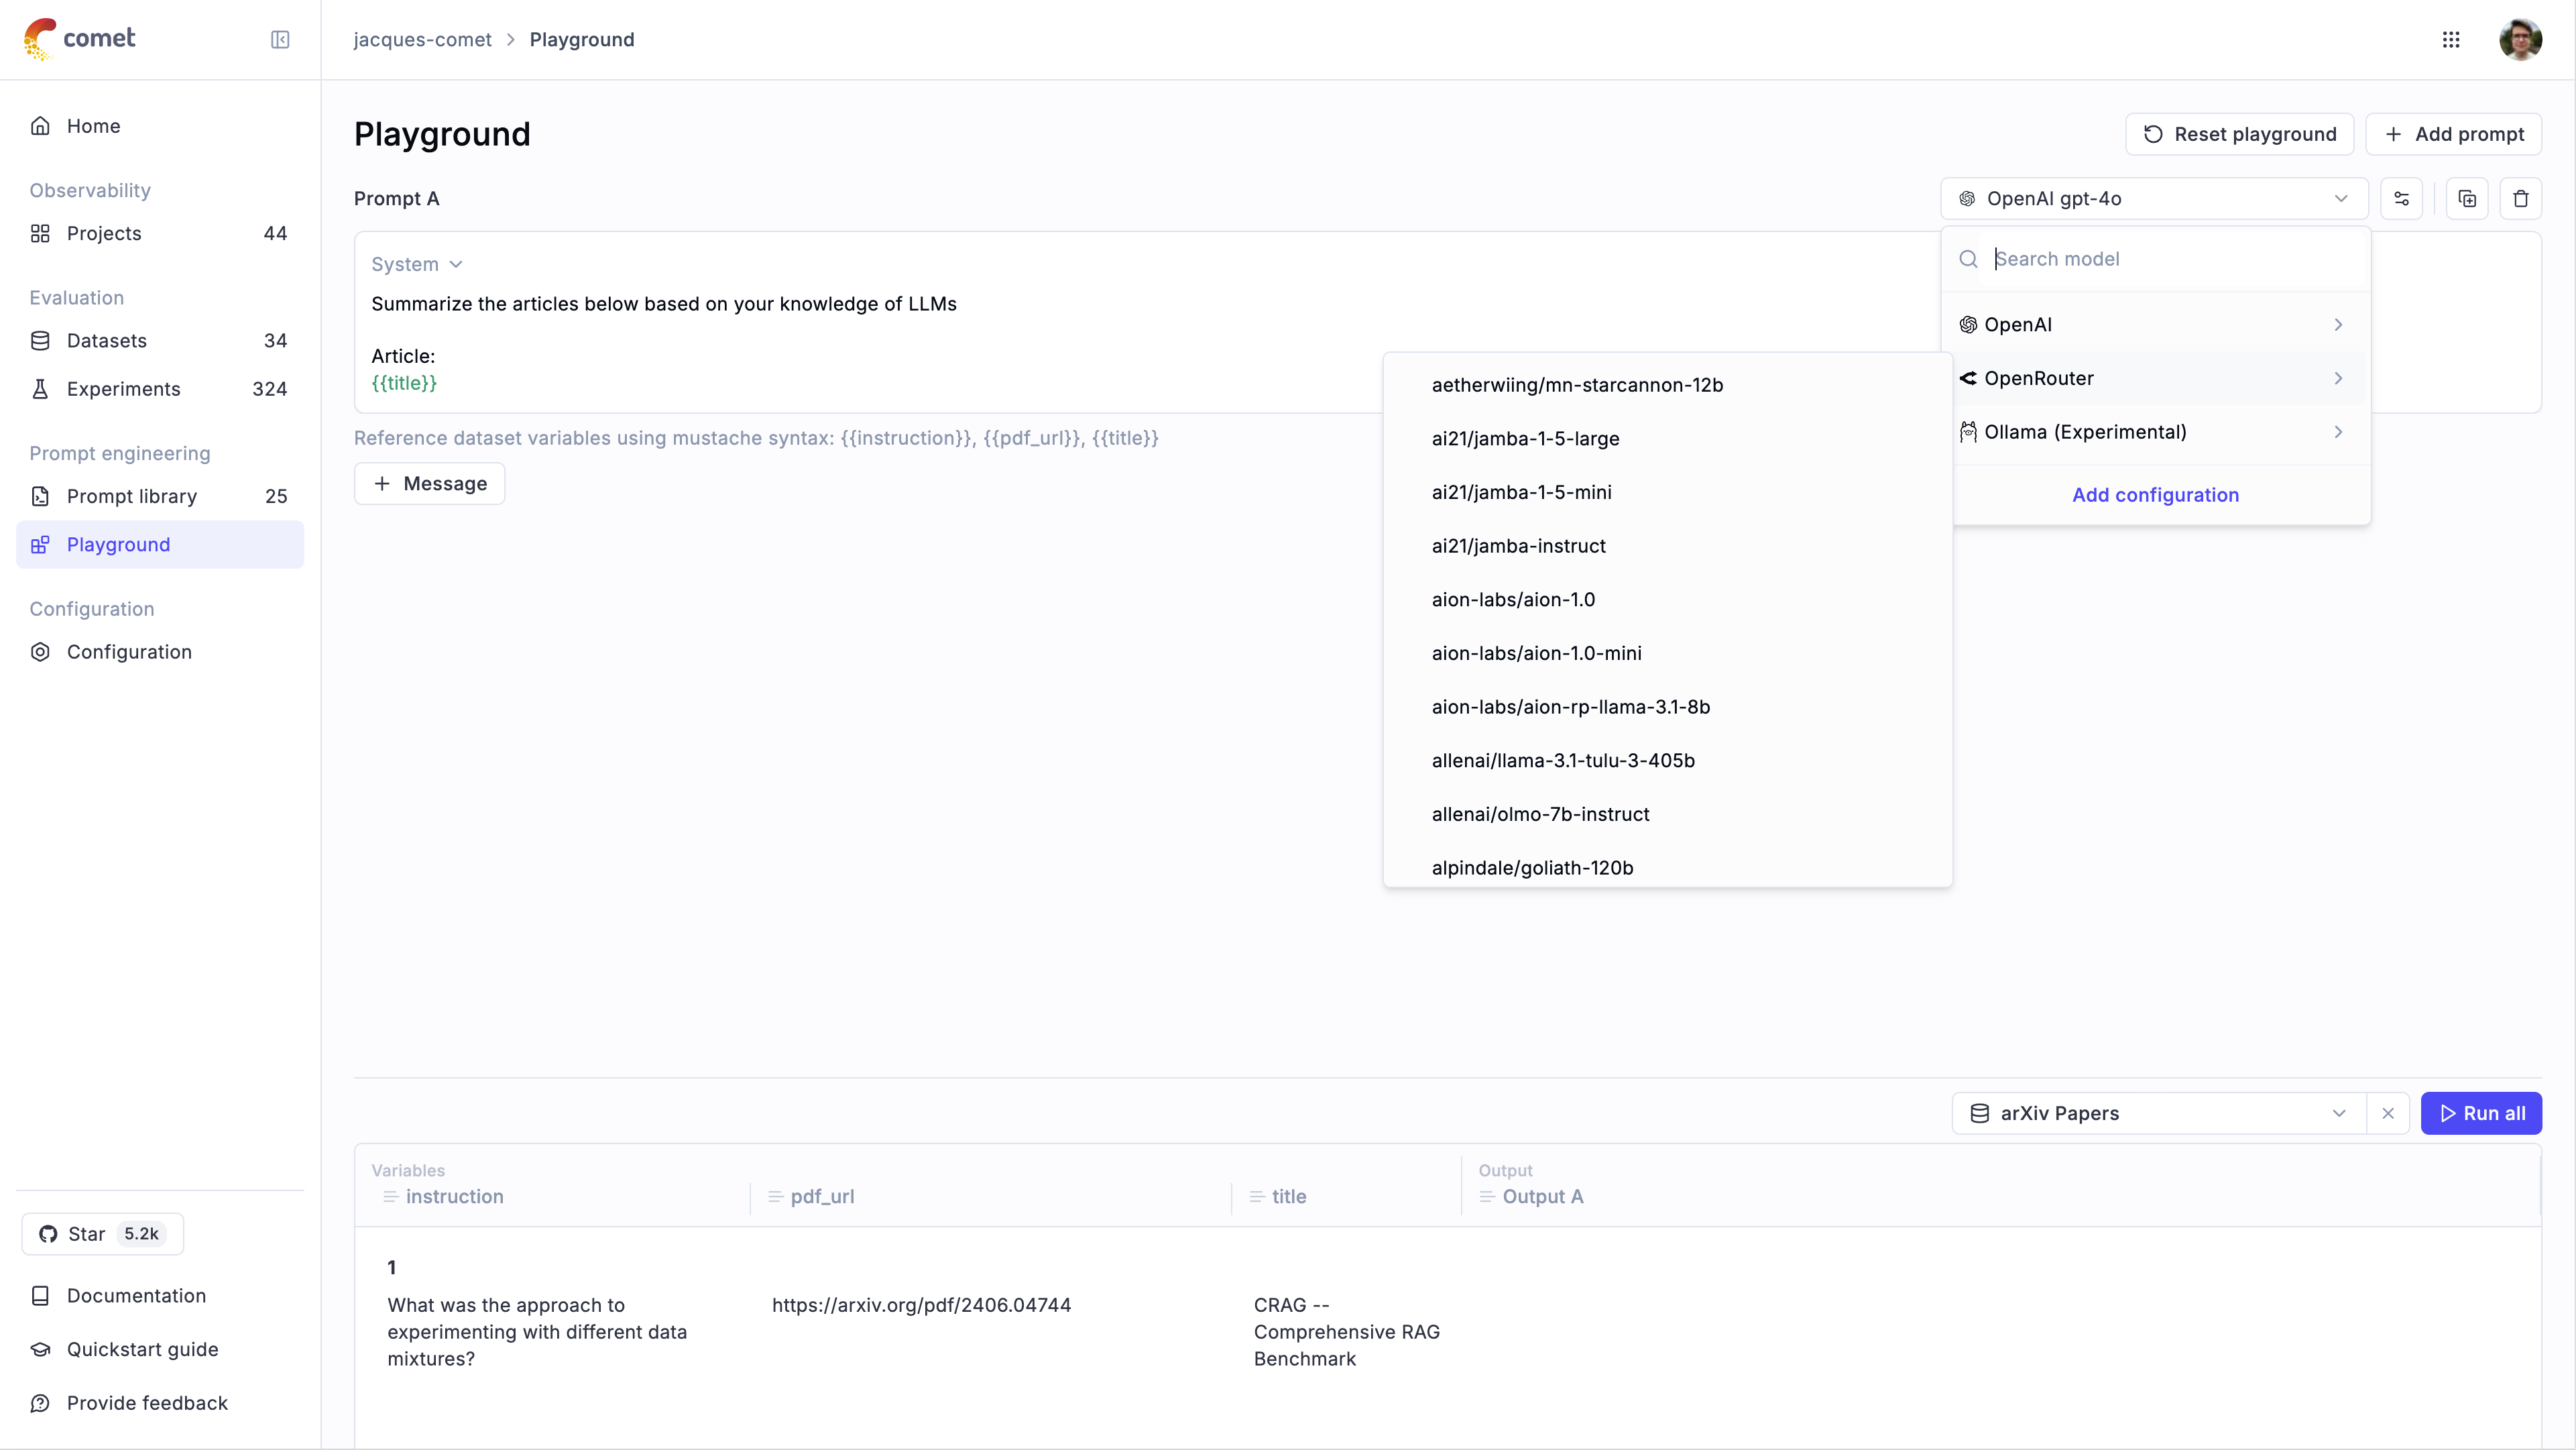 comet
jacques-comet > Playground
Home
Observability
Projects 44
Evaluation
Datasets 34
Experiments 324
Prompt engineering
Prompt library 25
Playground
Configuration
Configuration
Star 5.2k
Documentation
Quickstart guide
Provide feedback
Playground
Reset playground
Add prompt
Prompt A
OpenAI gpt-4o
System
Summarize the articles below based on your knowledge of LLMs
Article:
{{title}}
Reference dataset variables using mustache syntax: {{instruction}}, {{pdf_url}}, {{title}}
Message
Search model
OpenAI
OpenRouter
Ollama (Experimental)
Add configuration
aetherwiing/mn-starcannon-12b
ai21/jamba-1-5-large
ai21/jamba-1-5-mini
ai21/jamba-instruct
aion-labs/aion-1.0
aion-labs/aion-1.0-mini
aion-labs/aion-rp-llama-3.1-8b
allenai/llama-3.1-tulu-3-405b
allenai/olmo-7b-instruct
alpindale/goliath-120b
arXiv Papers
Run all
Variables
instruction
pdf_url
title
Output
Output A
1
What was the approach to
experimenting with different data
mixtures?
https://arxiv.org/pdf/2406.04744
CRAG --
Comprehensive RAG
Benchmark